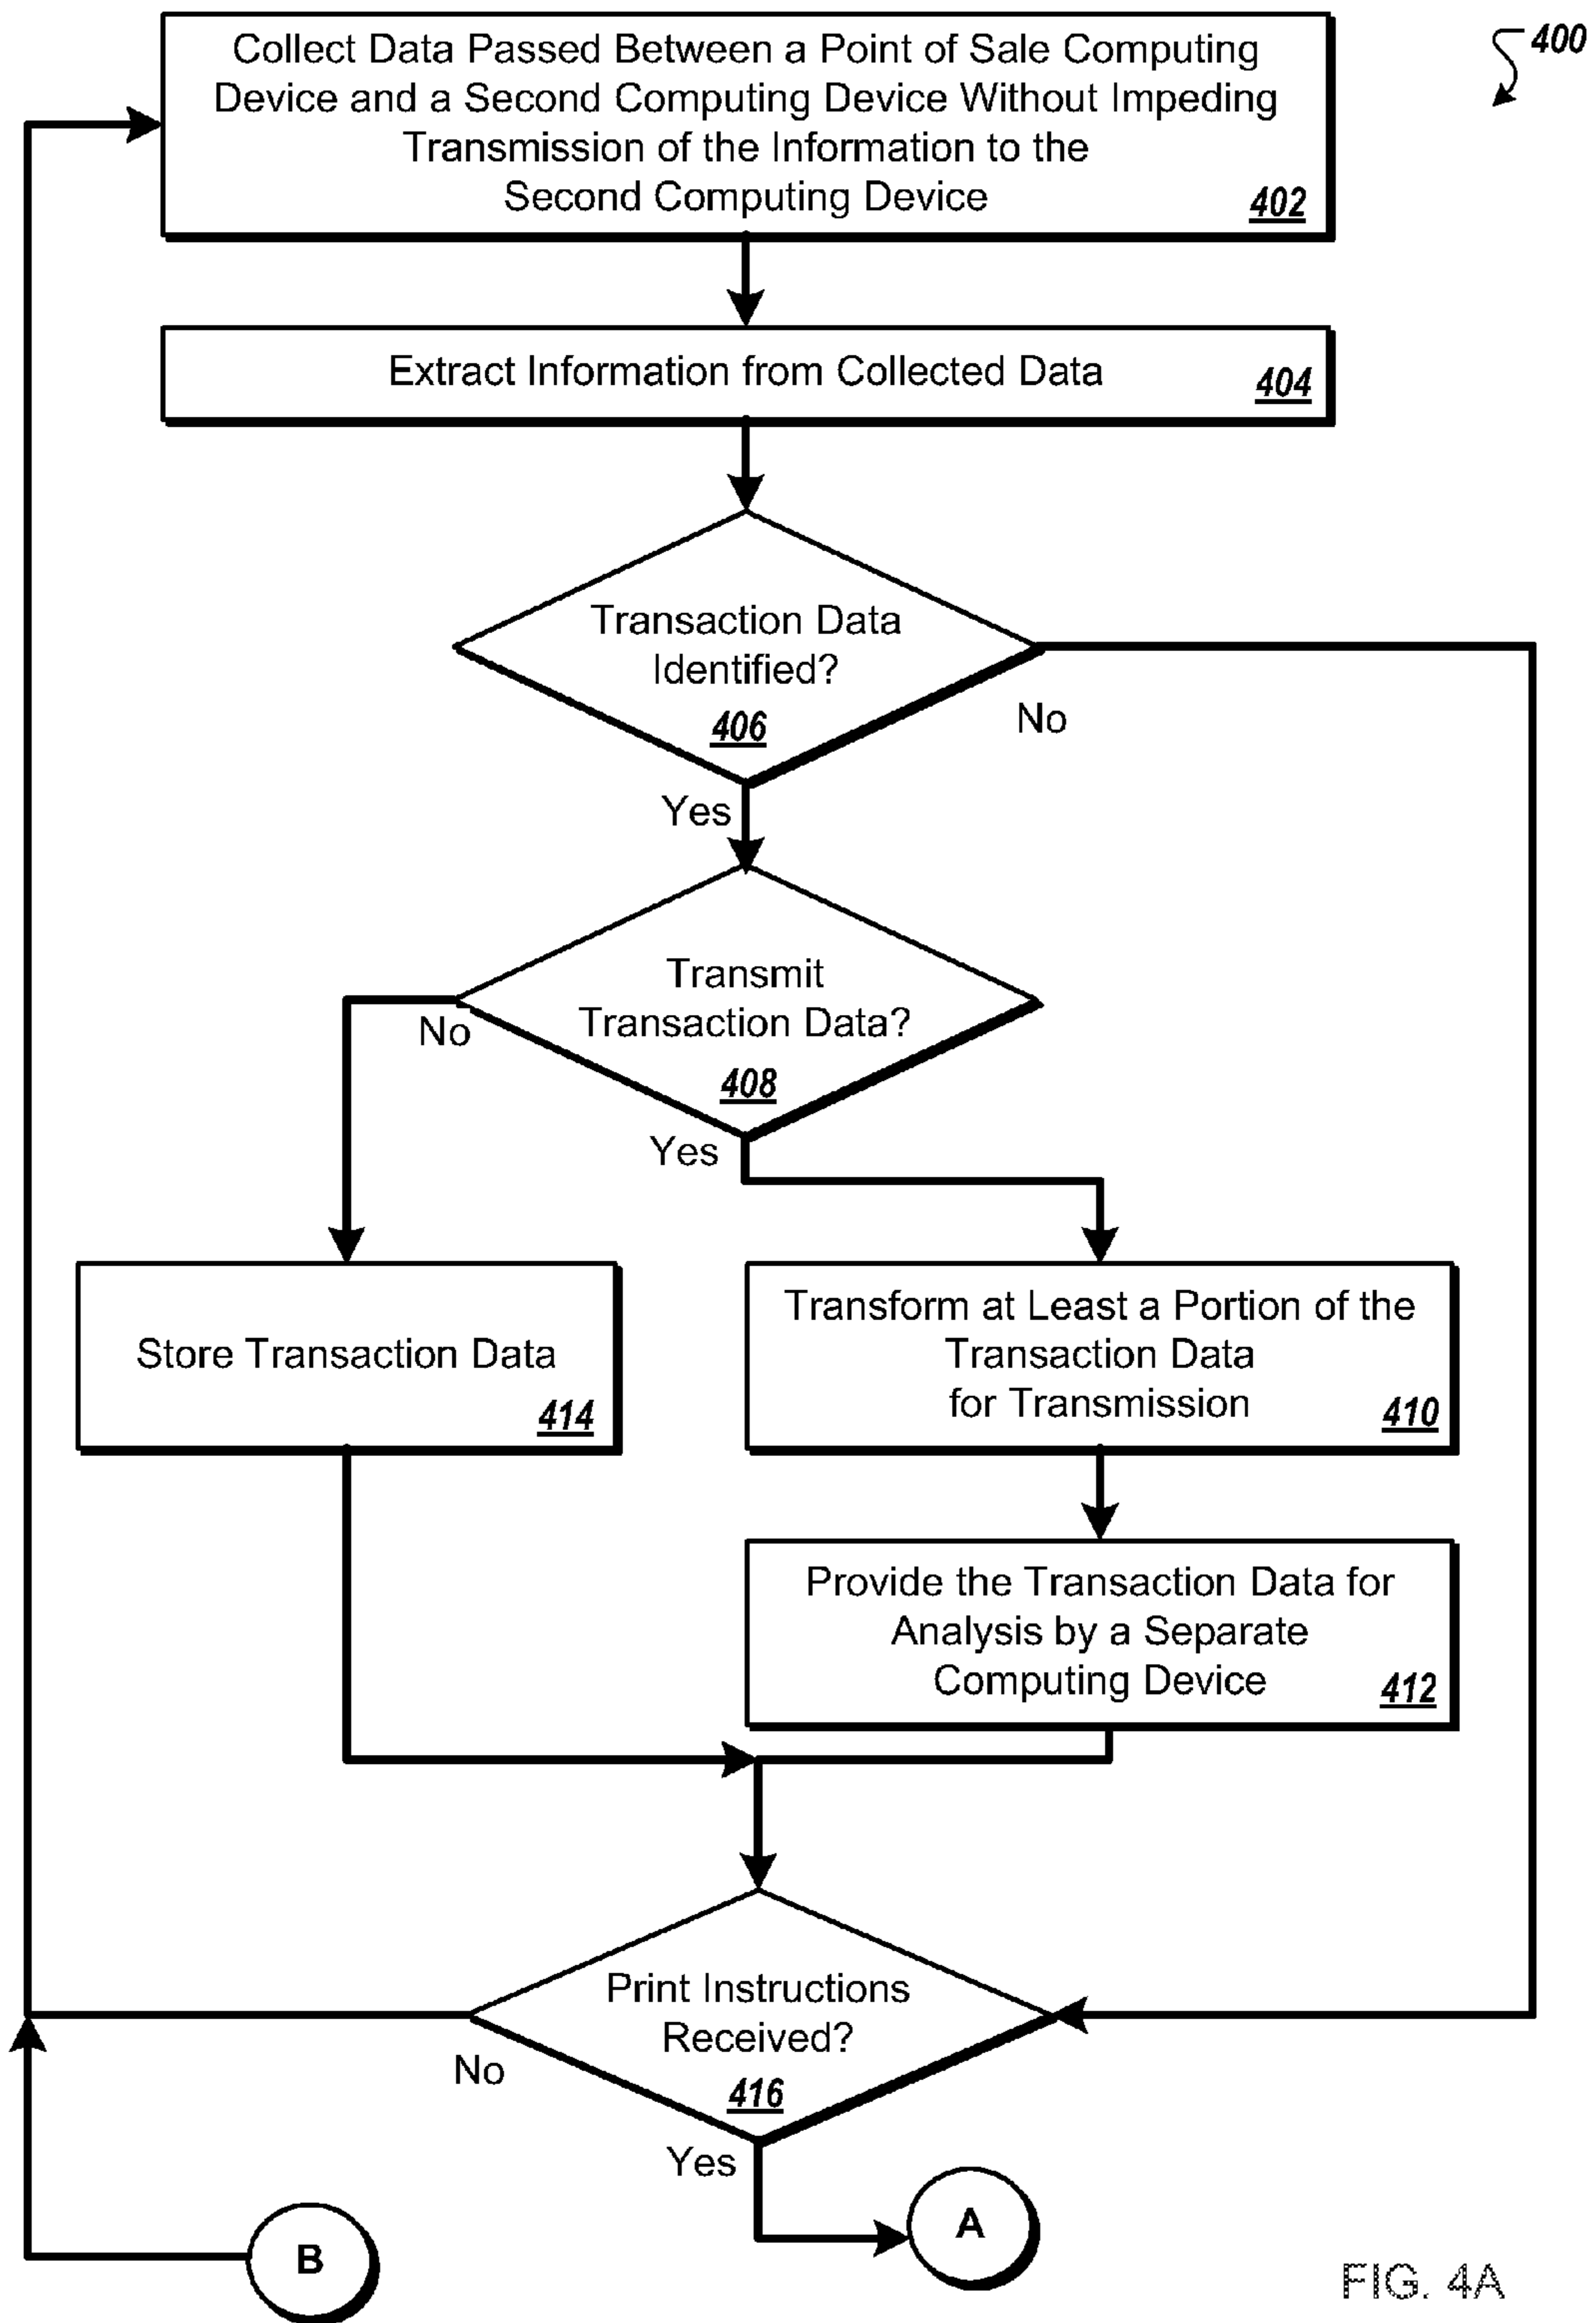 400
Collect Data Passed Between a Point of Sale Computing
Device and a Second Computing Device Without Impeding
Transmission of the Information to the
Second Computing Device
402
Extract Information from Collected Data
404
Transaction Data
Identified?
406
No
Yes
Transmit
Transaction Data?
408
No
Yes
Store Transaction Data
414
Transform at Least a Portion of the
Transaction Data
for Transmission
410
Provide the Transaction Data for
Analysis by a Separate
Computing Device
412
Print Instructions
Received?
416
No
Yes
A
B
FIG. 4A